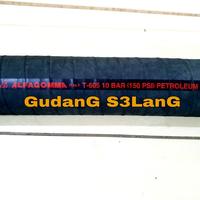 ALFAGOMMA T-605 10 BAR (150 PSI) PETROLEUM
GudanG S3LanG